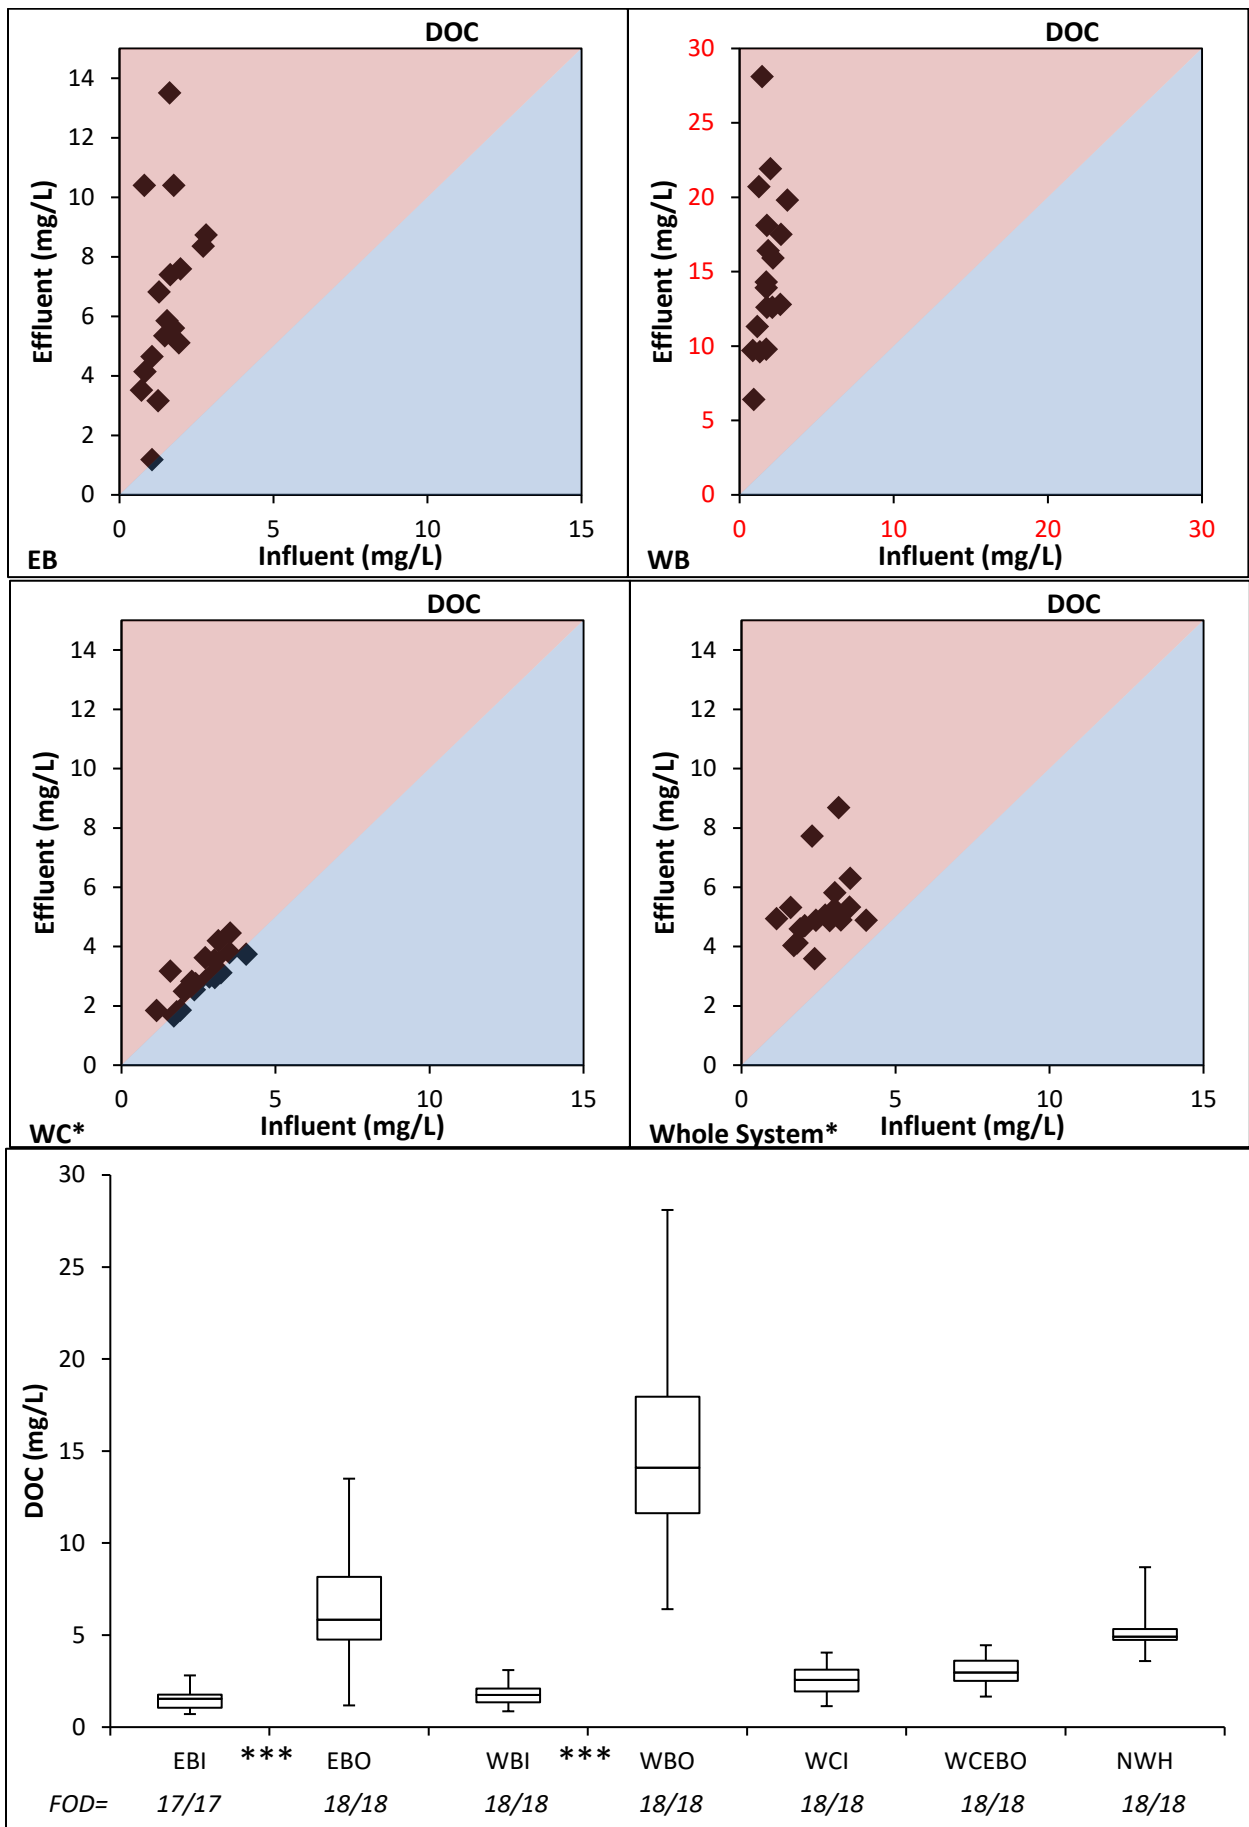 DOC
14
12
10
8
6
4
2
0
Effluent (mg/L)
0 5 10 15
Influent (mg/L)
EB
DOC
30
25
20
15
10
5
0
Effluent (mg/L)
0 10 20 30
Influent (mg/L)
WB
DOC
14
12
10
8
6
4
2
0
Effluent (mg/L)
0 5 10 15
Influent (mg/L)
WC*
DOC
14
12
10
8
6
4
2
0
Effluent (mg/L)
0 5 10 15
Influent (mg/L)
Whole System*
30
25
20
15
10
5
0
DOC (mg/L)
EBI *** EBO WBI *** WBO WCI WCEBO NWH
FOD= 17/17 18/18 18/18 18/18 18/18 18/18 18/18